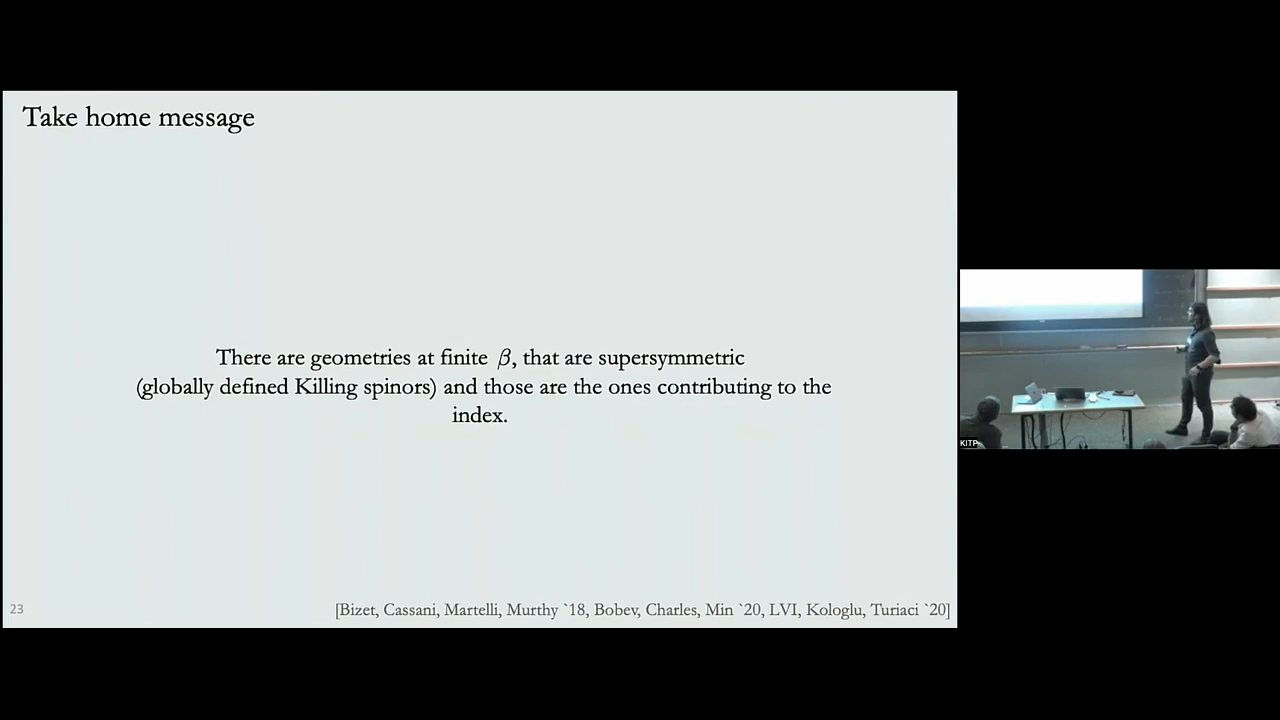 Take home message
There are geometries at finite β, that are supersymmetric
(globally defined Killing spinors) and those are the ones contributing to the
index.
23
[Bizet, Cassani, Martelli, Murthy `18, Bobev, Charles, Min `20, LVI, Kologlu, Turiaci `20]
KITP